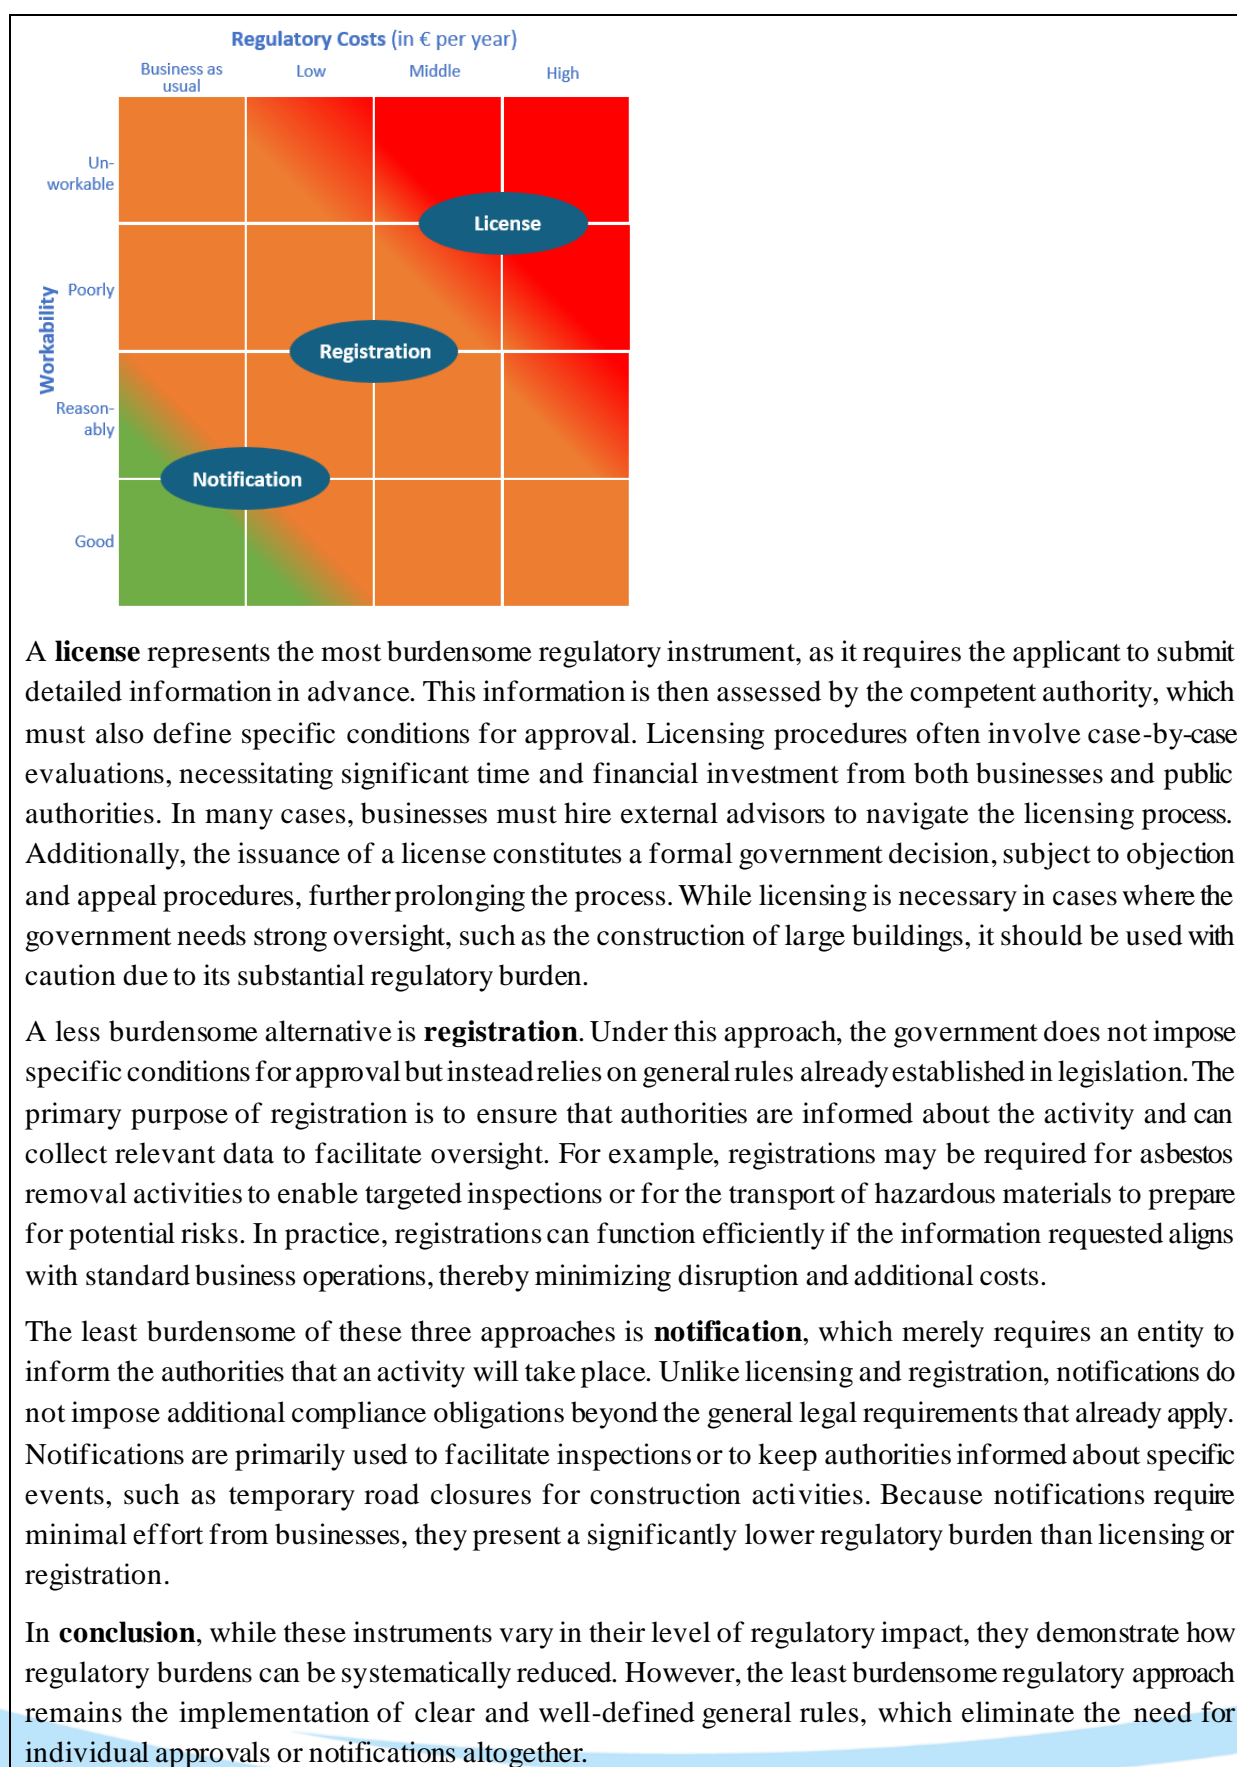 Regulatory Costs (in € per year)
Business as
usual
Low
Middle
High
Un-
workable
License
Poorly
Workability
Registration
Reason-
ably
Notification
Good
A license represents the most burdensome regulatory instrument, as it requires the applicant to submit
detailed information in advance. This information is then assessed by the competent authority, which
must also define specific conditions for approval. Licensing procedures often involve case-by-case
evaluations, necessitating significant time and financial investment from both businesses and public
authorities. In many cases, businesses must hire external advisors to navigate the licensing process.
Additionally, the issuance of a license constitutes a formal government decision, subject to objection
and appeal procedures, further prolonging the process. While licensing is necessary in cases where the
government needs strong oversight, such as the construction of large buildings, it should be used with
caution due to its substantial regulatory burden.
A less burdensome alternative is registration. Under this approach, the government does not impose
specific conditions for approval but instead relies on general rules already established in legislation. The
primary purpose of registration is to ensure that authorities are informed about the activity and can
collect relevant data to facilitate oversight. For example, registrations may be required for asbestos
removal activities to enable targeted inspections or for the transport of hazardous materials to prepare
for potential risks. In practice, registrations can function efficiently if the information requested aligns
with standard business operations, thereby minimizing disruption and additional costs.
The least burdensome of these three approaches is notification, which merely requires an entity to
inform the authorities that an activity will take place. Unlike licensing and registration, notifications do
not impose additional compliance obligations beyond the general legal requirements that already apply.
Notifications are primarily used to facilitate inspections or to keep authorities informed about specific
events, such as temporary road closures for construction activities. Because notifications require
minimal effort from businesses, they present a significantly lower regulatory burden than licensing or
registration.
In conclusion, while these instruments vary in their level of regulatory impact, they demonstrate how
regulatory burdens can be systematically reduced. However, the least burdensome regulatory approach
remains the implementation of clear and well-defined general rules, which eliminate the need for
individual approvals or notifications altogether.